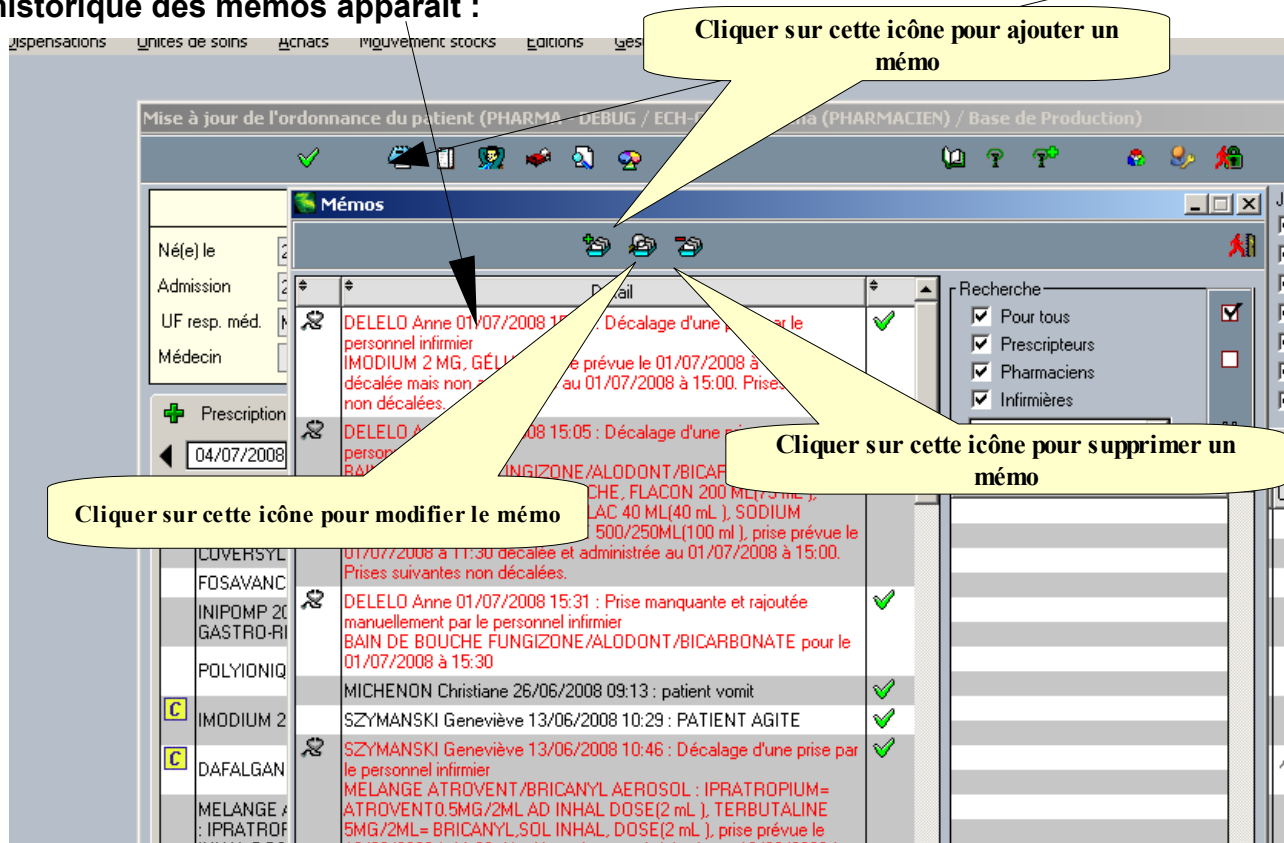 historique des mémos apparaît :
Dispensations Unités de soins Achats Mouvement stocks Editions
Cliquer sur cette icône pour ajouter un
mémo
Mise à jour de l'ordonnance du patient (PHARMA - DEBUG / (PHARMACIEN) / Base de Production)
Mémos
Né(e) le
Admission
UF resp. méd.
Médecin
Prescription
04/07/2008
Détail
DELELO Anne 01/07/2008 : Décalage d'une par le
personnel infirmier
IMODIUM 2 MG, prévue le 01/07/2008 à
décalée mais non au 01/07/2008 à 15:00. Prises
non décalées.
DELELO 15:05 : Décalage d'une
BAIN FUNGIZONE/ALODONT
FLACON 200 ML
40 ML(40 mL ), SODIUM
500/250ML(100 ml ), prise prévue le
01/07/2008 à 11:30 décalée et administrée au 01/07/2008 à 15:00.
Prises suivantes non décalées.
DELELO Anne 01/07/2008 15:31 : Prise manquante et rajoutée
manuellement par le personnel infirmier
BAIN DE BOUCHE FUNGIZONE/ALODONT/BICARBONATE pour le
01/07/2008 à 15:30
MICHENON Christiane 26/06/2008 09:13 : patient vomit
SZYMANSKI Geneviève 13/06/2008 10:29 : PATIENT AGITE
SZYMANSKI Geneviève 13/06/2008 10:46 : Décalage d'une prise par
le personnel infirmier
MELANGE ATROVENT/BRICANYL AEROSOL : IPRATROPIUM=
ATROVENT0.5MG/2ML AD INHAL DOSE(2 mL ), TERBUTALINE
5MG/2ML= BRICANYL,SOL INHAL, DOSE(2 mL ), prise prévue le
Recherche
Pour tous
Prescripteurs
Pharmaciens
Infirmières
Cliquer sur cette icône pour supprimer un
mémo
Cliquer sur cette icône pour modifier le mémo
COVERSYL
FOSAVANC
INIPOMP 20
GASTRO-RE
POLYIONIQ
C
IMODIUM 2
C
DAFALGAN
MELANGE A
: IPRATROP